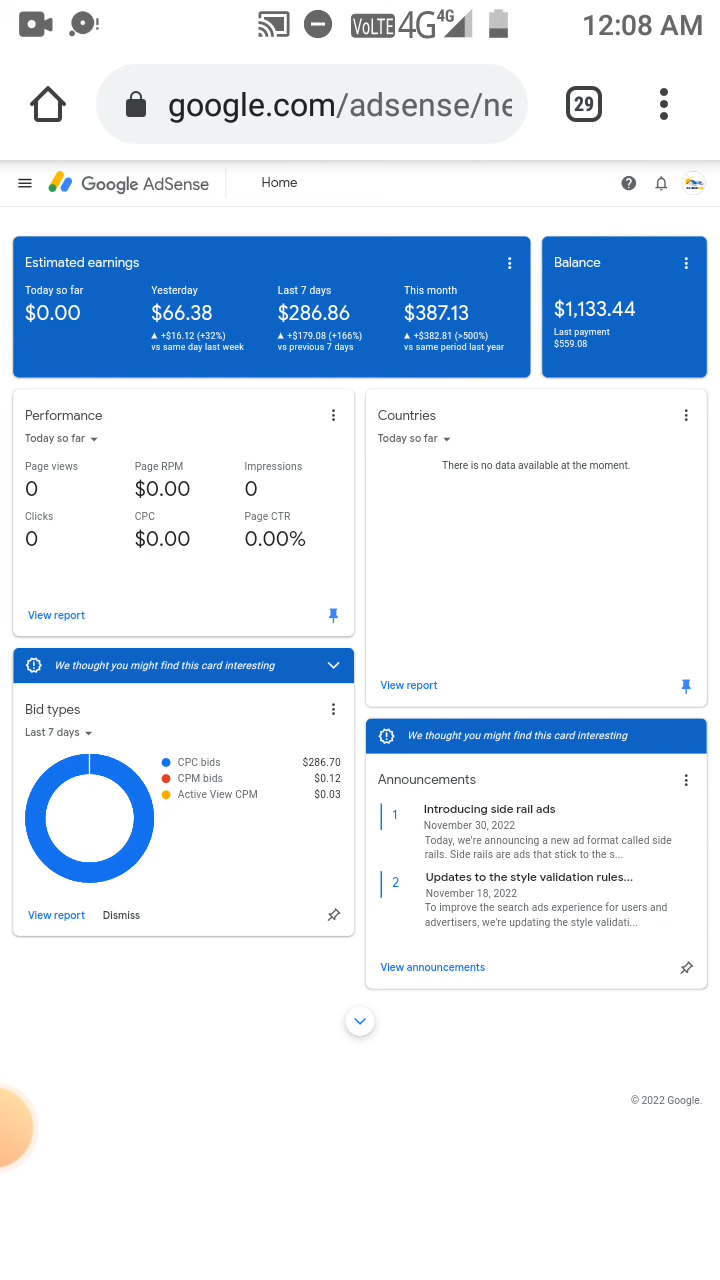 VoLTE 4G 4G 12:08 AM
google.com/adsense/ne
29
Google AdSense Home
Estimated earnings
Today so far Yesterday Last 7 days This month
$0.00 $66.38 $286.86 $387.13
▲ +$16.12 (+32%) ▲ +$179.08 (+166%) ▲ +$382.81 (>500%)
vs same day last week vs previous 7 days vs same period last year
Balance
$1,133.44
Last payment
$559.08
Performance
Today so far
Page views Page RPM Impressions
0 $0.00 0
Clicks CPC Page CTR
0 $0.00 0.00%
View report
Countries
Today so far
There is no data available at the moment.
View report
We thought you might find this card interesting
Bid types
Last 7 days
CPC bids $286.70
CPM bids $0.12
Active View CPM $0.03
View report Dismiss
We thought you might find this card interesting
Announcements
1 Introducing side rail ads
November 30, 2022
Today, we're announcing a new ad format called side
rails. Side rails are ads that stick to the s...
2 Updates to the style validation rules...
November 18, 2022
To improve the search ads experience for users and
advertisers, we're updating the style validati...
View announcements
© 2022 Google.